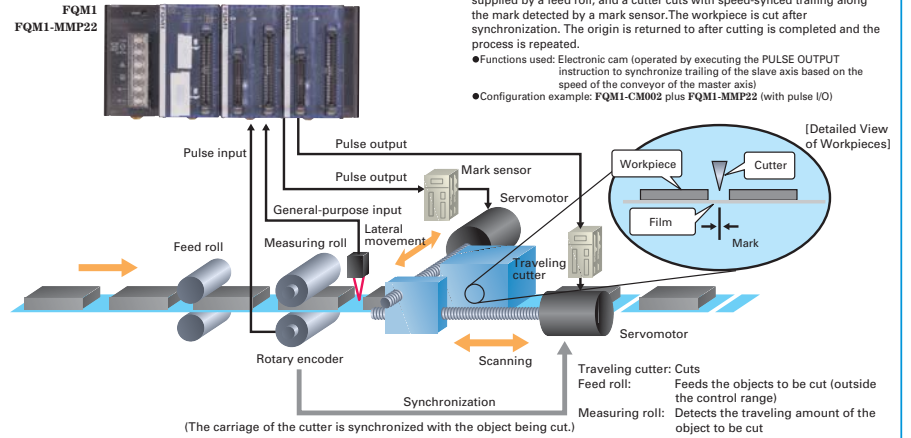 FQM1
FQM1-MMP22
supplied by a feed roll, and a cutter cuts with speed-synced trailing along
the mark detected by a mark sensor.The workpiece is cut after
synchronization. The origin is returned to after cutting is completed and the
process is repeated.
●Functions used: Electronic cam (operated by executing the PULSE OUTPUT
instruction to synchronize trailing of the slave axis based on the
speed of the conveyor of the master axis)
●Configuration example: FQM1-CM002 plus FQM1-MMP22 (with pulse I/O)
[Detailed View
of Workpieces]
Workpiece
Cutter
Film
Mark
Pulse input
Pulse output
Pulse output
Mark sensor
General-purpose input
Servomotor
Lateral
movement
Feed roll
Measuring roll
Traveling
cutter
Servomotor
Rotary encoder
Scanning
Synchronization
(The carriage of the cutter is synchronized with the object being cut.)
Traveling cutter: Cuts
Feed roll: Feeds the objects to be cut (outside
the control range)
Measuring roll: Detects the traveling amount of the
object to be cut